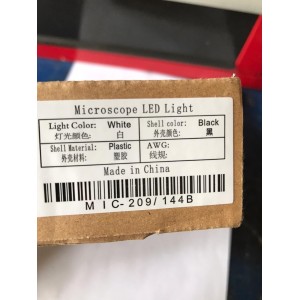 Microscope LED Light
Light Color: White Shell color: Black
灯光颜色: 白 外壳颜色: 黑
Shell Material: Plastic AWG:
外壳材料: 塑胶 线规:
Made in China
MIC-209/144B